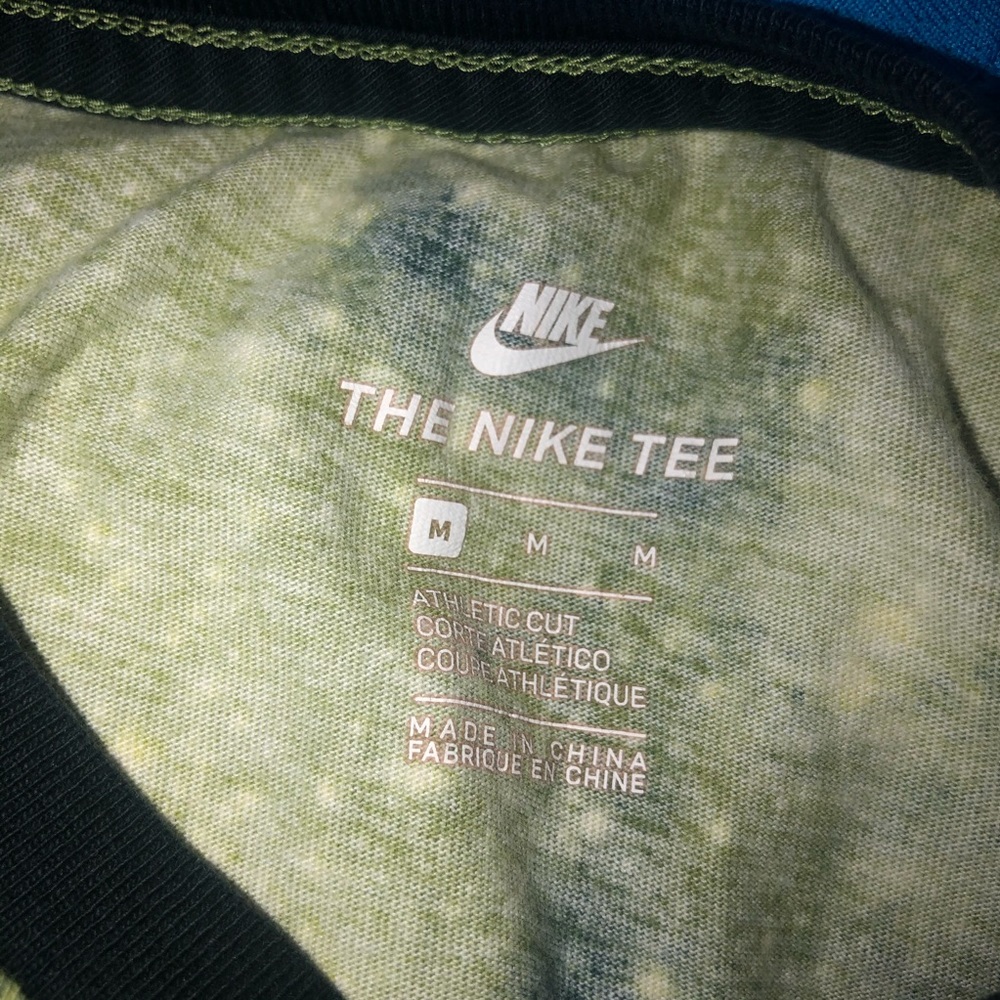 NIKE
THE NIKE TEE
M M M
ATHLETIC CUT
CORTE ATLÉTICO
COUPE ATHLÉTIQUE
MADE IN CHINA
FABRIQUE EN CHINE